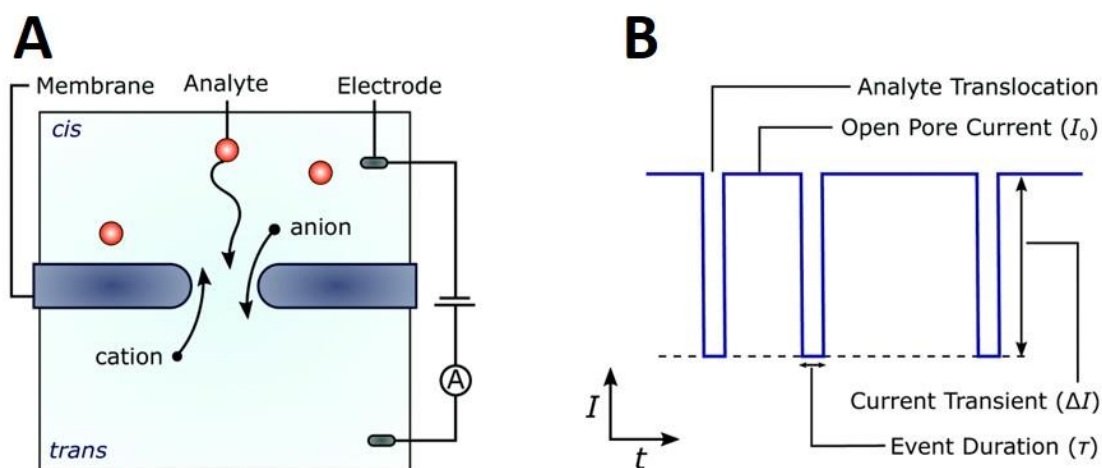 A
Membrane
Analyte
Electrode
cis
anion
cation
A
trans
B
Analyte Translocation
Open Pore Current (I₀)
Current Transient (ΔI)
Event Duration (τ)
I
t